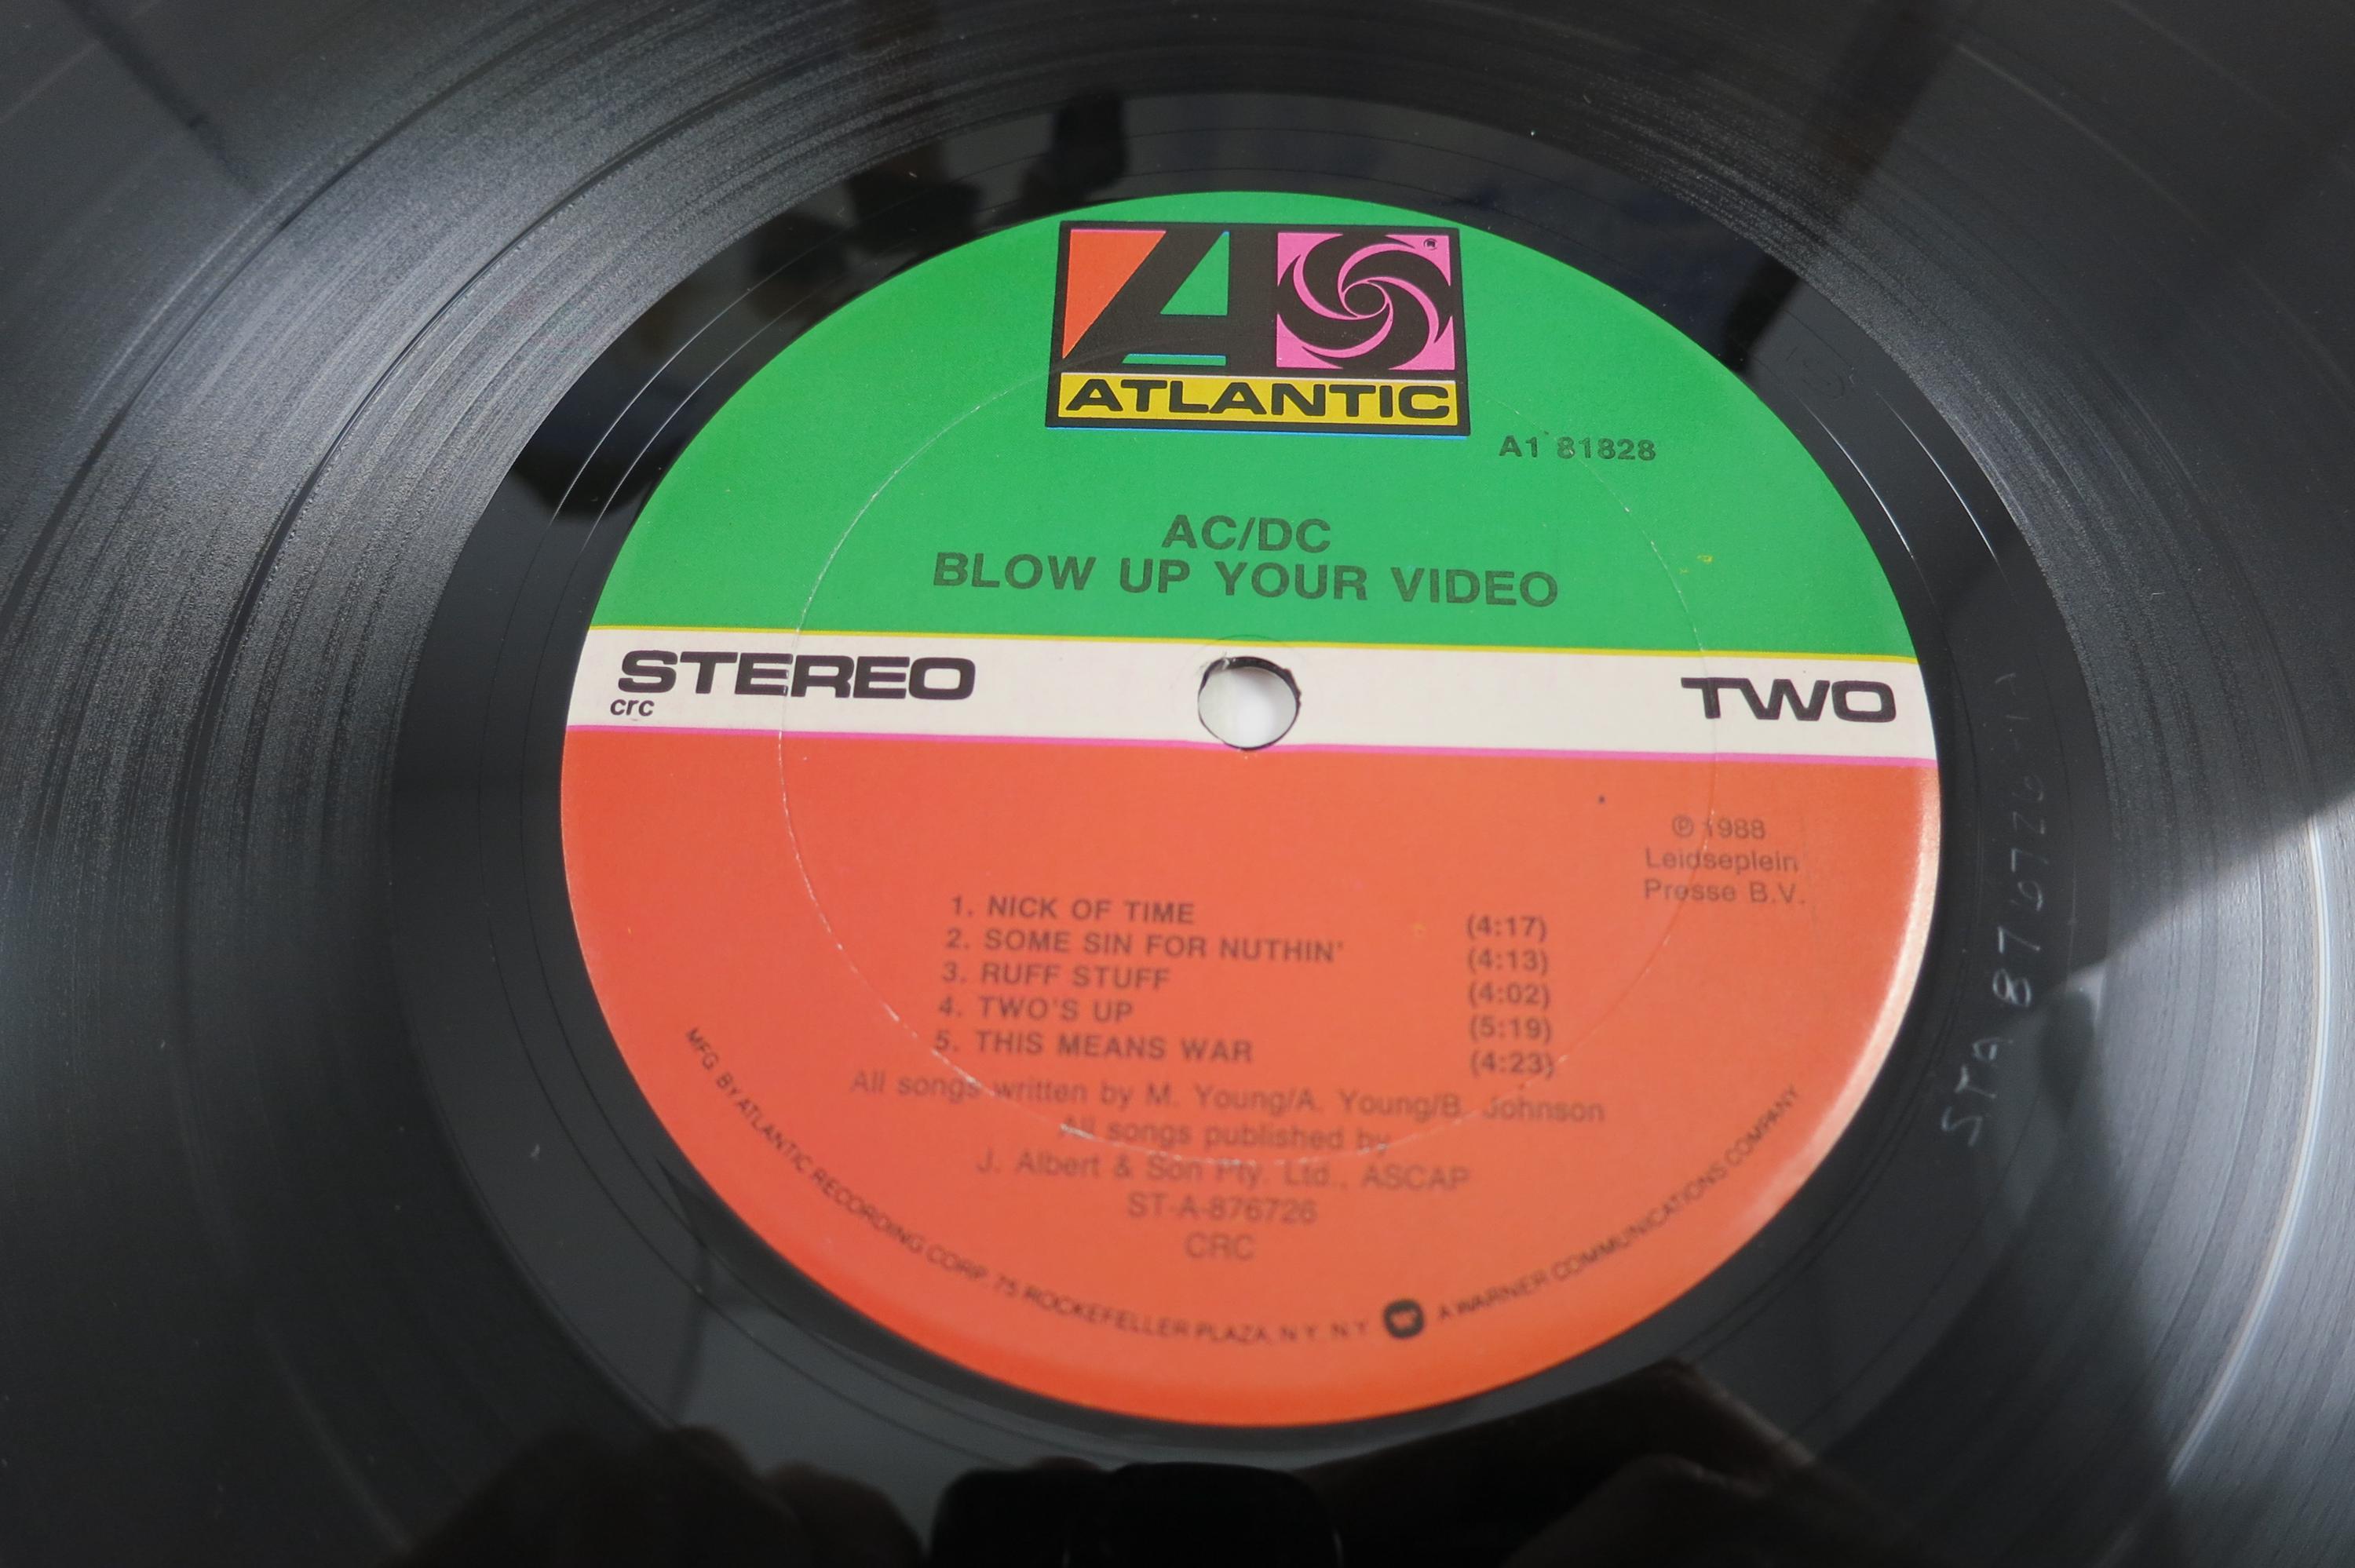 ATLANTIC
A1 81828
AC/DC
BLOW UP YOUR VIDEO
STEREO
crc
TWO
℗ 1988
Leidseplein
Presse B.V.
1. NICK OF TIME (4:17)
2. SOME SIN FOR NUTHIN' (4:13)
3. RUFF STUFF (4:02)
4. TWO'S UP (5:19)
5. THIS MEANS WAR (4:23)
All songs written by M. Young/A. Young/B. Johnson
All songs published by
J. Albert & Son Pty. Ltd., ASCAP
ST-A-876726
CRC
MFG BY ATLANTIC RECORDING CORP. 75 ROCKEFELLER PLAZA, N.Y. N.Y. A WARNER COMMUNICATIONS COMPANY